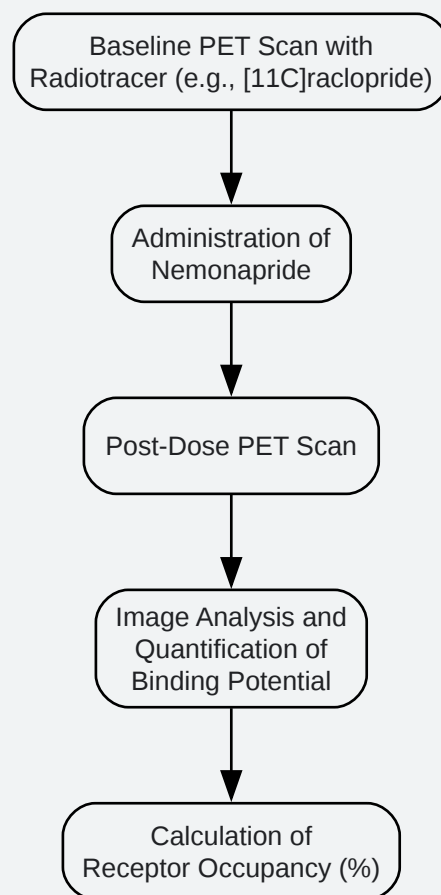 Baseline PET Scan with
Radiotracer (e.g., [11C]raclopride)
Administration of
Nemonapride
Post-Dose PET Scan
Image Analysis and
Quantification of
Binding Potential
Calculation of
Receptor Occupancy (%)